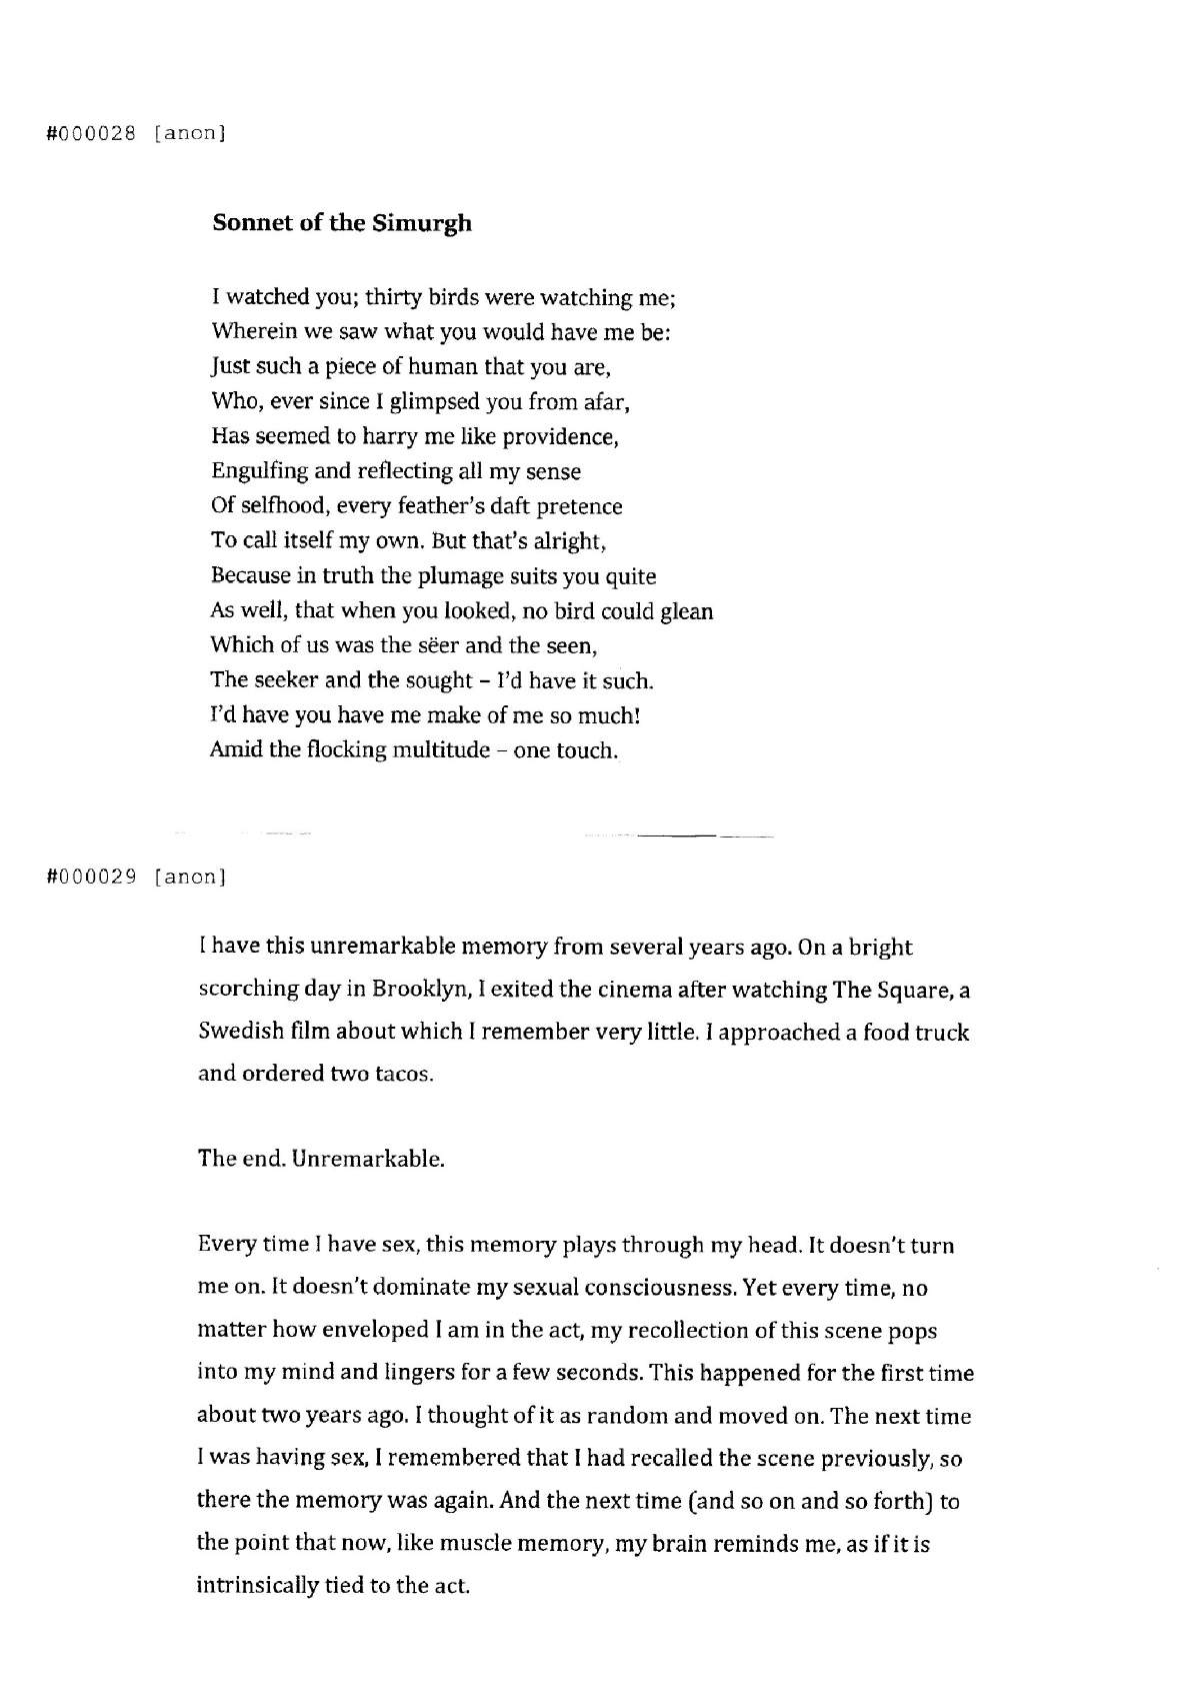 #000028 [anon]
Sonnet of the Simurgh
I watched you; thirty birds were watching me;
Wherein we saw what you would have me be:
Just such a piece of human that you are,
Who, ever since I glimpsed you from afar,
Has seemed to harry me like providence,
Engulfing and reflecting all my sense
Of selfhood, every feather's daft pretence
To call itself my own. But that's alright,
Because in truth the plumage suits you quite
As well, that when you looked, no bird could glean
Which of us was the sëer and the seen,
The seeker and the sought – I'd have it such.
I'd have you have me make of me so much!
Amid the flocking multitude – one touch.
#000029 [anon]
I have this unremarkable memory from several years ago. On a bright
scorching day in Brooklyn, I exited the cinema after watching The Square, a
Swedish film about which I remember very little. I approached a food truck
and ordered two tacos.
The end. Unremarkable.
Every time I have sex, this memory plays through my head. It doesn't turn
me on. It doesn't dominate my sexual consciousness. Yet every time, no
matter how enveloped I am in the act, my recollection of this scene pops
into my mind and lingers for a few seconds. This happened for the first time
about two years ago. I thought of it as random and moved on. The next time
I was having sex, I remembered that I had recalled the scene previously, so
there the memory was again. And the next time (and so on and so forth) to
the point that now, like muscle memory, my brain reminds me, as if it is
intrinsically tied to the act.